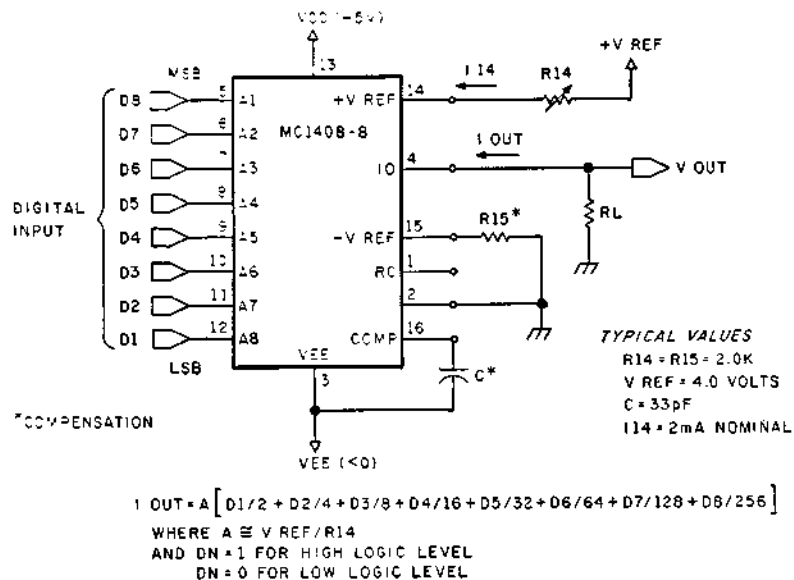 13
MSB
+V REF
I 14
R14
14
D8
5
A1
+V REF
D7
6
A2
MC1408-8
I OUT
D6
A3
IO
4
V OUT
D5
8
A4
DIGITAL
INPUT
RL
D4
9
A5
-V REF
15
R15*
D3
10
A6
RC
1
D2
11
A7
2
D1
12
A8
COMP
16
LSB
VEE
3
C*
TYPICAL VALUES
R14 = R15 = 2.0K
V REF = 4.0 VOLTS
C = 33pF
I14 = 2mA NOMINAL
*COMPENSATION
VEE (<0)
I OUT = A [D1/2 + D2/4 + D3/8 + D4/16 + D5/32 + D6/64 + D7/128 + D8/256]
WHERE A ≅ V REF/R14
AND DN = 1 FOR HIGH LOGIC LEVEL
DN = 0 FOR LOW LOGIC LEVEL